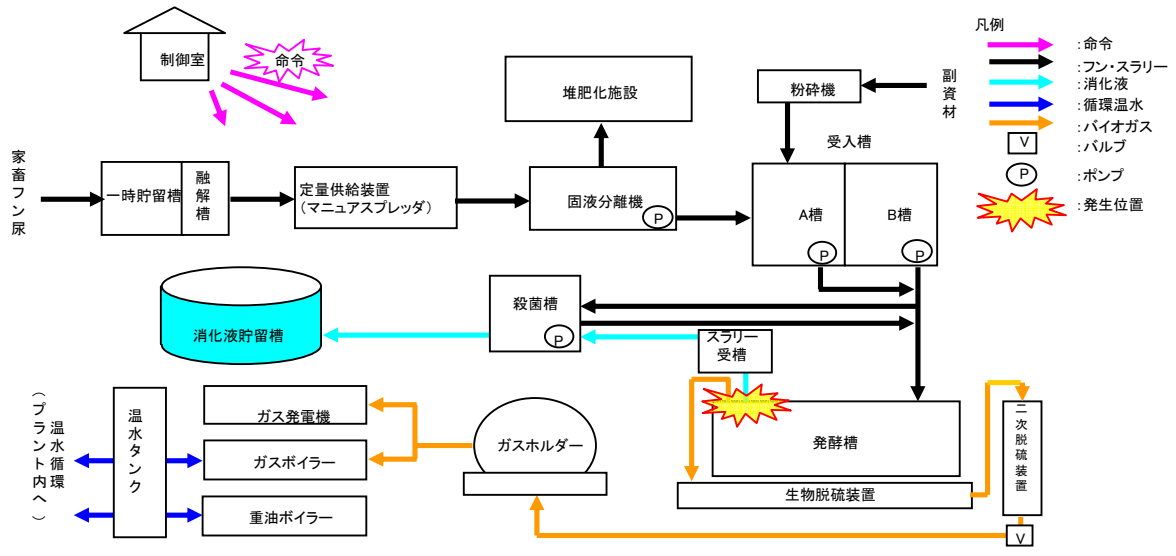 凡例
:命令
:フン・スラリー
:消化液
:循環温水
:バイオガス
V
:バルブ
P
:ポンプ
:発生位置
制御室
命令
堆肥化施設
粉砕機
副資材
受入槽
家畜フン尿
一時貯留槽
融解槽
定量供給装置
(マニュアスプレッダ)
固液分離機
P
A槽
P
B槽
P
殺菌槽
P
消化液貯留槽
スラリー
受槽
発酵槽
生物脱硫装置
二次脱硫装置
V
ガスホルダー
ガス発電機
ガスボイラー
重油ボイラー
温水タンク
温水循環
(プラント内へ)